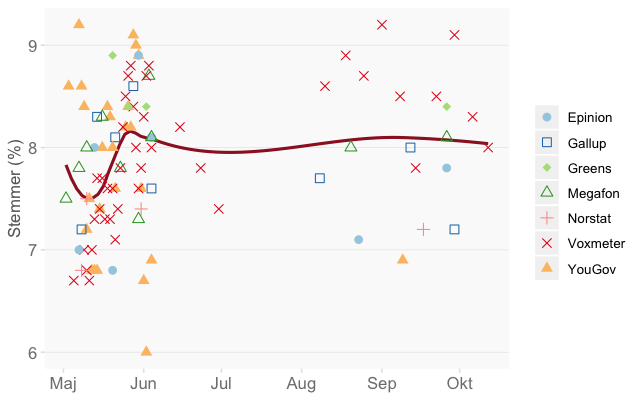 Stemmer (%)
9
8
7
6
Maj Jun Jul Aug Sep Okt
Epinion
Gallup
Greens
Megafon
Norstat
Voxmeter
YouGov